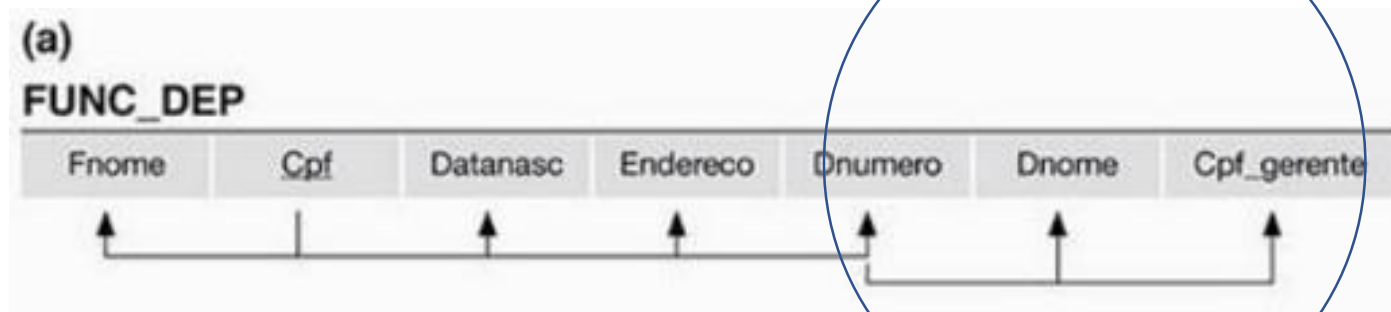 (a)
FUNC_DEP
Fnome Cpf Datanasc Endereco Dnumero Dnome Cpf_gerente